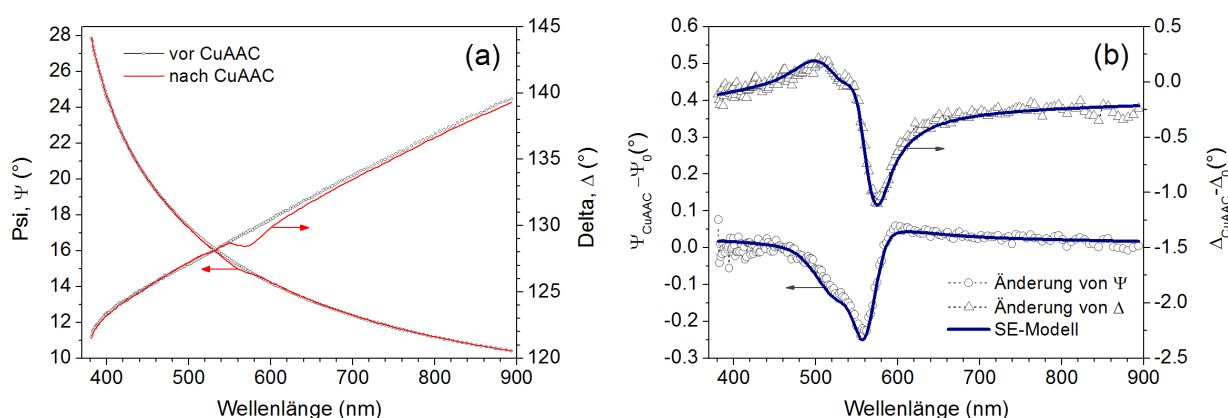 (a)
vor CuAAC
nach CuAAC
28
26
24
22
20
18
16
14
12
10
Psi, Ψ (°)
145
140
135
130
125
120
Delta, Δ (°)
400 500 600 700 800 900
Wellenlänge (nm)
(b)
0.6
0.5
0.4
0.3
0.2
0.1
0.0
-0.1
-0.2
-0.3
Ψ_CuAAC −Ψ_0(°)
0.5
0.0
-0.5
-1.0
-1.5
-2.0
-2.5
Δ_CuAAC-Δ_0(°)
Änderung von Ψ
Änderung von Δ
SE-Modell
400 500 600 700 800 900
Wellenlänge (nm)